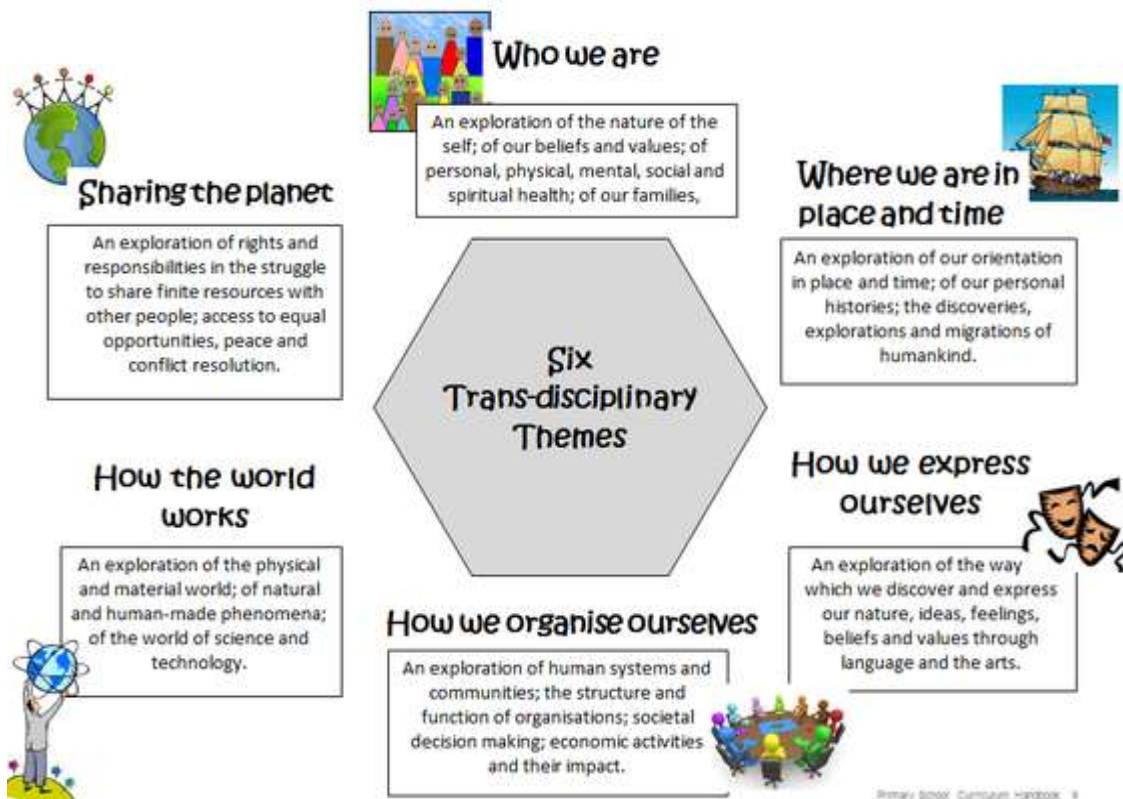 Who we are
An exploration of the nature of the
self; of our beliefs and values; of
personal, physical, mental, social and
spiritual health; of our families,
Where we are in
place and time
An exploration of our orientation
in place and time; of our personal
histories; the discoveries,
explorations and migrations of
humankind.
How we express
ourselves
An exploration of the way
which we discover and express
our nature, ideas, feelings,
beliefs and values through
language and the arts.
How we organise ourselves
An exploration of human systems and
communities; the structure and
function of organisations; societal
decision making; economic activities
and their impact.
How the world
works
An exploration of the physical
and material world; of natural
and human-made phenomena;
of the world of science and
technology.
Sharing the planet
An exploration of rights and
responsibilities in the struggle
to share finite resources with
other people; access to equal
opportunities, peace and
conflict resolution.
Six
Trans-disciplinary
Themes
Primary School Curriculum Handbook